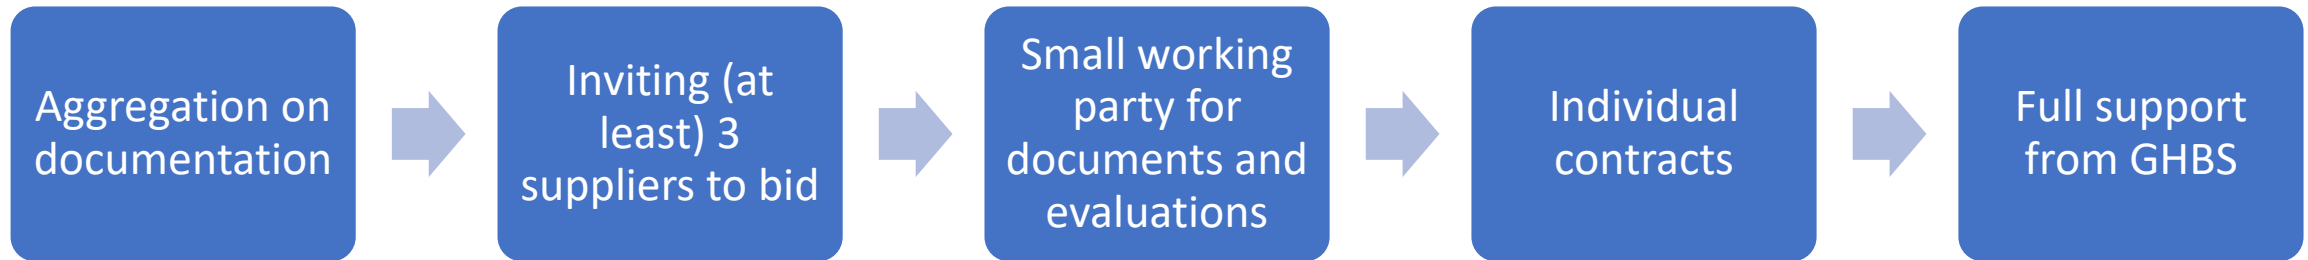 Aggregation on
documentation
Inviting (at
least) 3
suppliers to bid
Small working
party for
documents and
evaluations
Individual
contracts
Full support
from GHBS